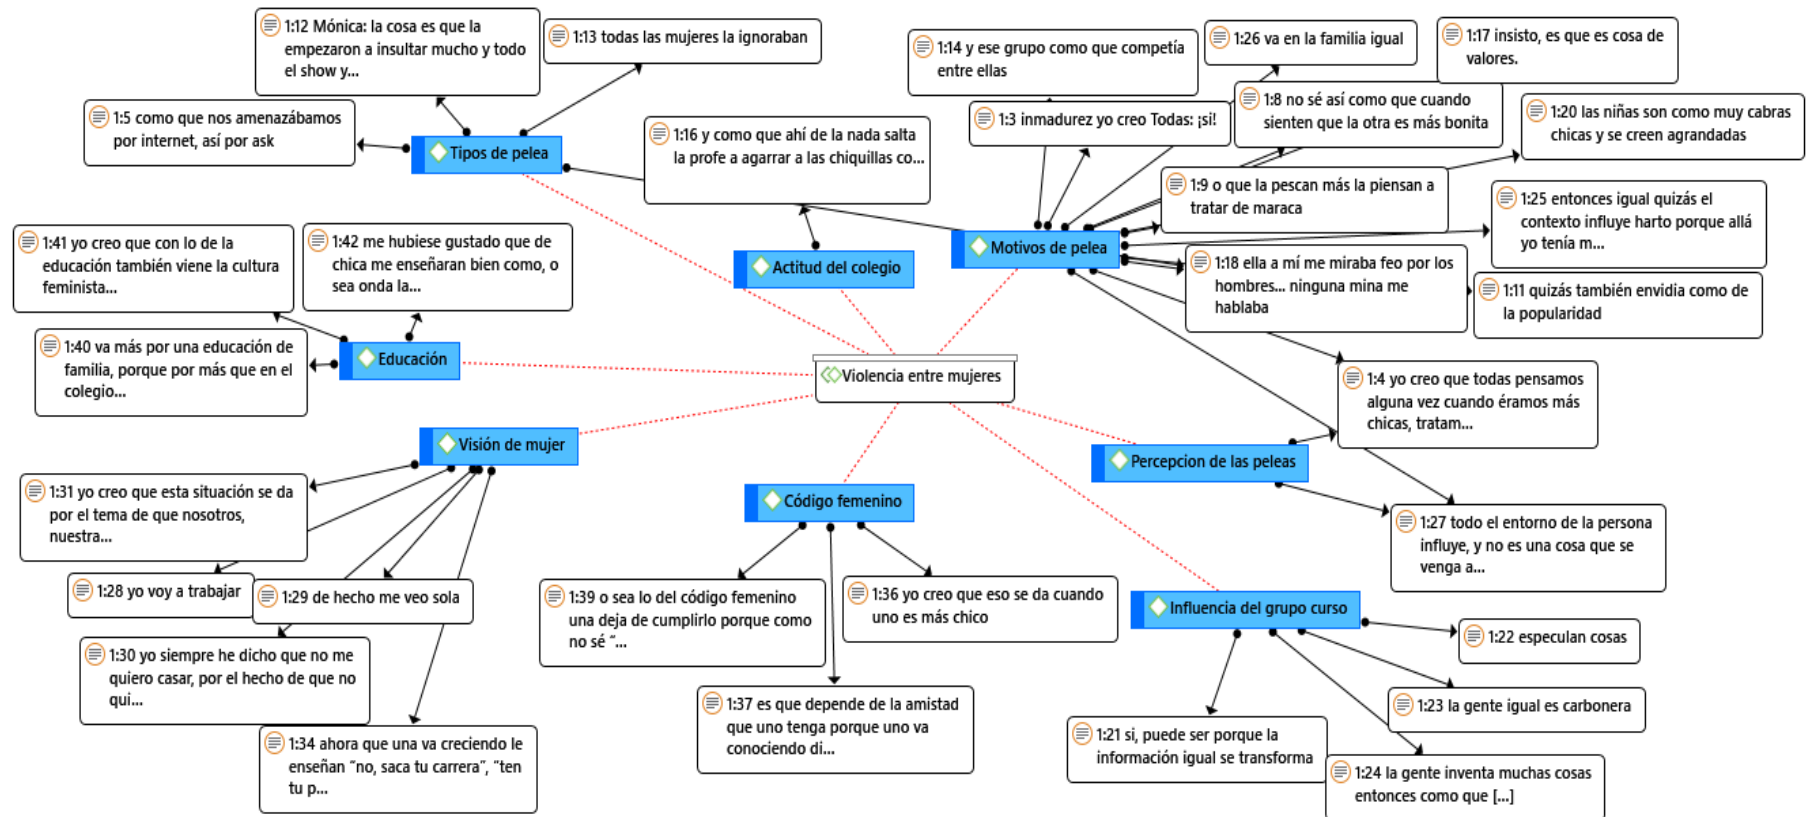 1:12 Mónica: la cosa es que la
empezaron a insultar mucho y todo
el show y...
1:13 todas las mujeres la ignoraban
1:5 como que nos amenazábamos
por internet, así por ask
Tipos de pelea
1:16 y como que ahí de la nada salta
la profe a agarrar a las chiquillas co...
Actitud del colegio
1:14 y ese grupo como que competía
entre ellas
1:26 va en la familia igual
1:17 insisto, es que es cosa de
valores.
1:3 inmadurez yo creo Todas: ¡si!
1:8 no sé así como que cuando
sienten que la otra es más bonita
1:20 las niñas son como muy cabras
chicas y se creen agrandadas
1:9 o que la pescan más la piensan a
tratar de maraca
1:25 entonces igual quizás el
contexto influye harto porque allá
yo tenía m...
Motivos de pelea
1:18 ella a mí me miraba feo por los
hombres... ninguna mina me
hablaba
1:11 quizás también envidia como de
la popularidad
1:41 yo creo que con lo de la
educación también viene la cultura
feminista...
1:42 me hubiese gustado que de
chica me enseñaran bien como, o
sea onda la...
1:40 va más por una educación de
familia, porque por más que en el
colegio...
Educación
Violencia entre mujeres
1:4 yo creo que todas pensamos
alguna vez cuando éramos más
chicas, tratam...
Percepcion de las peleas
1:27 todo el entorno de la persona
influye, y no es una cosa que se
venga a...
Visión de mujer
1:31 yo creo que esta situación se da
por el tema de que nosotros,
nuestra...
1:28 yo voy a trabajar
1:29 de hecho me veo sola
1:30 yo siempre he dicho que no me
quiero casar, por el hecho de que no
qui...
1:34 ahora que una va creciendo le
enseñan “no, saca tu carrera”, “ten
tu p...
Código femenino
1:39 o sea lo del código femenino
una deja de cumplirlo porque como
no sé “...
1:36 yo creo que eso se da cuando
uno es más chico
1:37 es que depende de la amistad
que uno tenga porque uno va
conociendo di...
Influencia del grupo curso
1:22 especulan cosas
1:23 la gente igual es carbonera
1:21 si, puede ser porque la
información igual se transforma
1:24 la gente inventa muchas cosas
entonces como que [...]